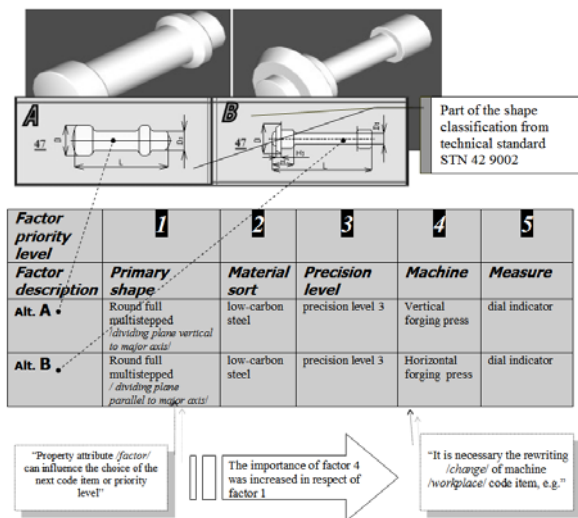 A
47
D
D1
L
B
47
D
D1
L
Part of the shape
classification from
technical standard
STN 42 9002
Factor
priority
level
1
2
3
4
5
Factor
description
Primary
shape
Material
sort
Precision
level
Machine
Measure
Alt. A
Round full
multistepped
/dividing plane vertical
to major axis/
low-carbon
steel
precision level 3
Vertical
forging press
dial indicator
Alt. B
Round full
multistepped
/ dividing plane
parallel to major axis/
low-carbon
steel
precision level 3
Horizontal
forging press
dial indicator
"Property attribute /factor/
can influence the choice of the
next code item or priority
level"
The importance of factor 4
was increased in respect of
factor 1
"It is necessary the rewriting
/change/ of machine
/workplace/ code item, e.g."